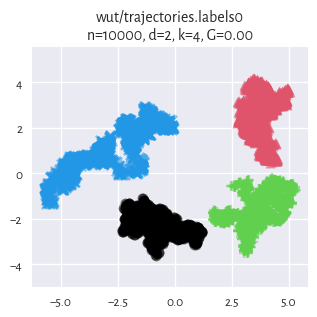 wut/trajectories.labels0
n=10000, d=2, k=4, G=0.00
4
2
0
−2
−4
−5.0 −2.5 0.0 2.5 5.0